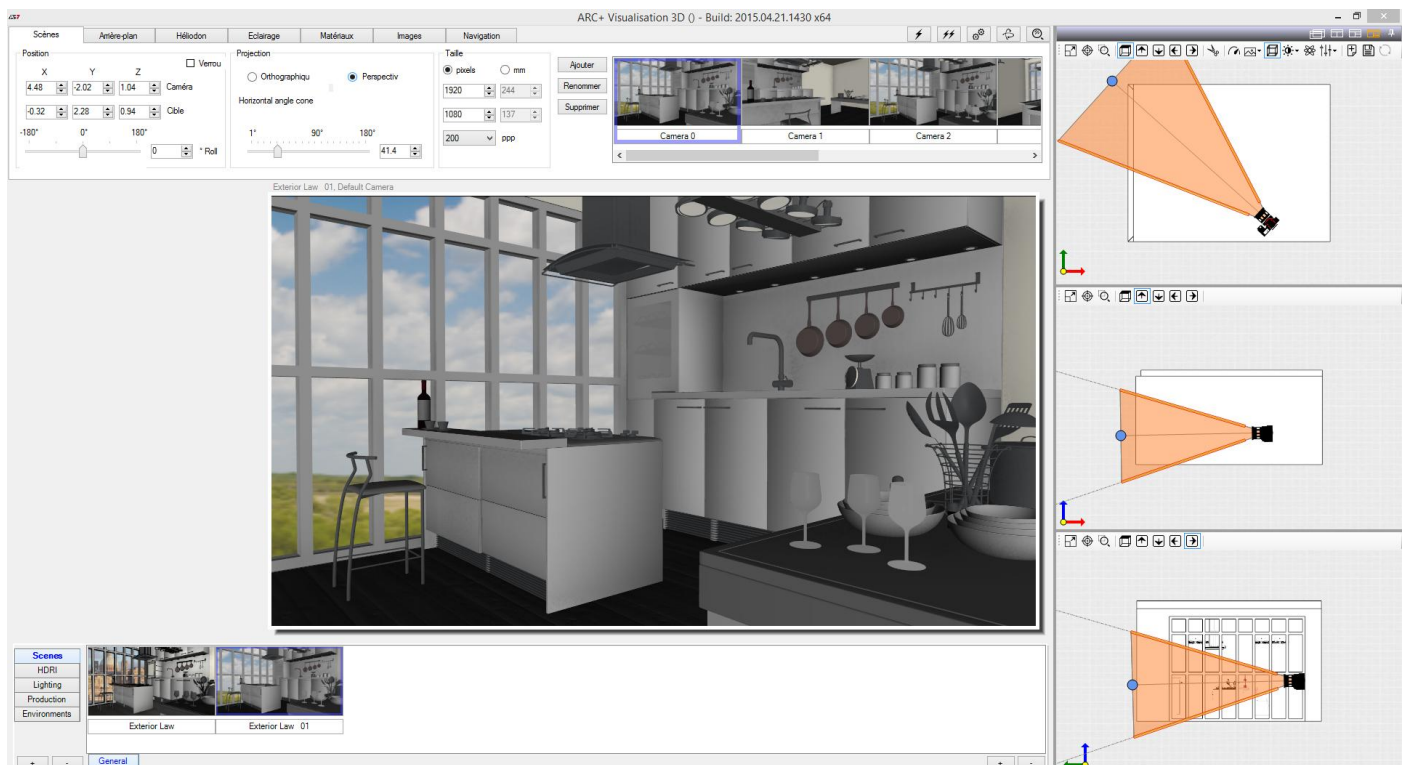 ARC+ Visualisation 3D () - Build: 2015.04.21.1430 x64
Scènes Arrière-plan Héliodon Eclairage Matériaux Images Navigation
Position
Verrou
X Y Z
4.48 -2.02 1.04 Caméra
-0.32 2.28 0.94 Cible
-180° 0° 180°
0 ° Roll
Projection
Orthographiqu Perspectiv
Horizontal angle cone
1° 90° 180°
41.4
Taille
pixels mm
1920 244
1080 137
200 ppp
Ajouter
Renommer
Supprimer
Camera 0 Camera 1 Camera 2
Exterior Law 01, Default Camera
Scenes
HDRI
Lighting
Production
Environments
Exterior Law Exterior Law 01
+ - General + -